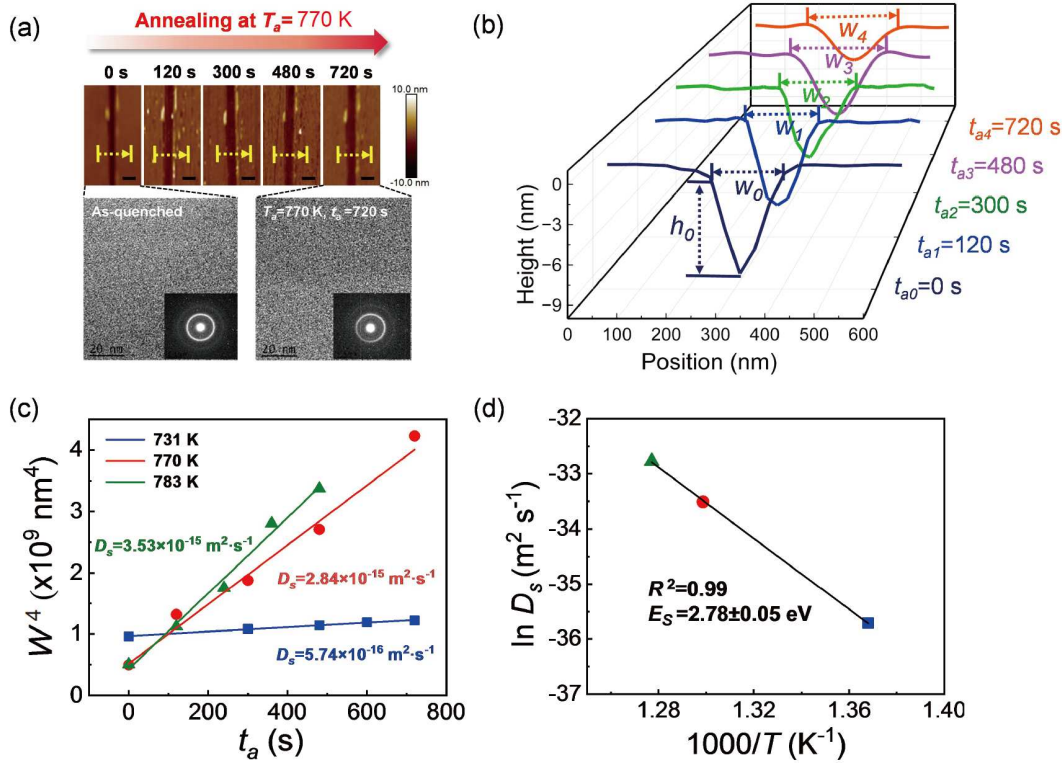 (a)
Annealing at Tₐ= 770 K
0 s 120 s 300 s 480 s 720 s
10.0 nm
-10.0 nm
As-quenched
20 nm
Tₐ=770 K, tₐ=720 s
20 nm
(b)
Height (nm)
0
-3
-6
-9
0 100 200 300 400 500 600
Position (nm)
w₄
w₃
w₂
w₁
w₀
h₀
tₐ₄=720 s
tₐ₃=480 s
tₐ₂=300 s
tₐ₁=120 s
tₐ₀=0 s
(c)
W⁴ (x10⁹ nm⁴)
4
3
2
1
0
731 K
770 K
783 K
Dₛ=3.53×10⁻¹⁵ m²·s⁻¹
Dₛ=2.84×10⁻¹⁵ m²·s⁻¹
Dₛ=5.74×10⁻¹⁶ m²·s⁻¹
0 200 400 600 800
tₐ (s)
(d)
ln Dₛ (m² s⁻¹)
-32
-33
-34
-35
-36
-37
R²=0.99
E_S=2.78±0.05 eV
1.28 1.32 1.36 1.40
1000/T (K⁻¹)